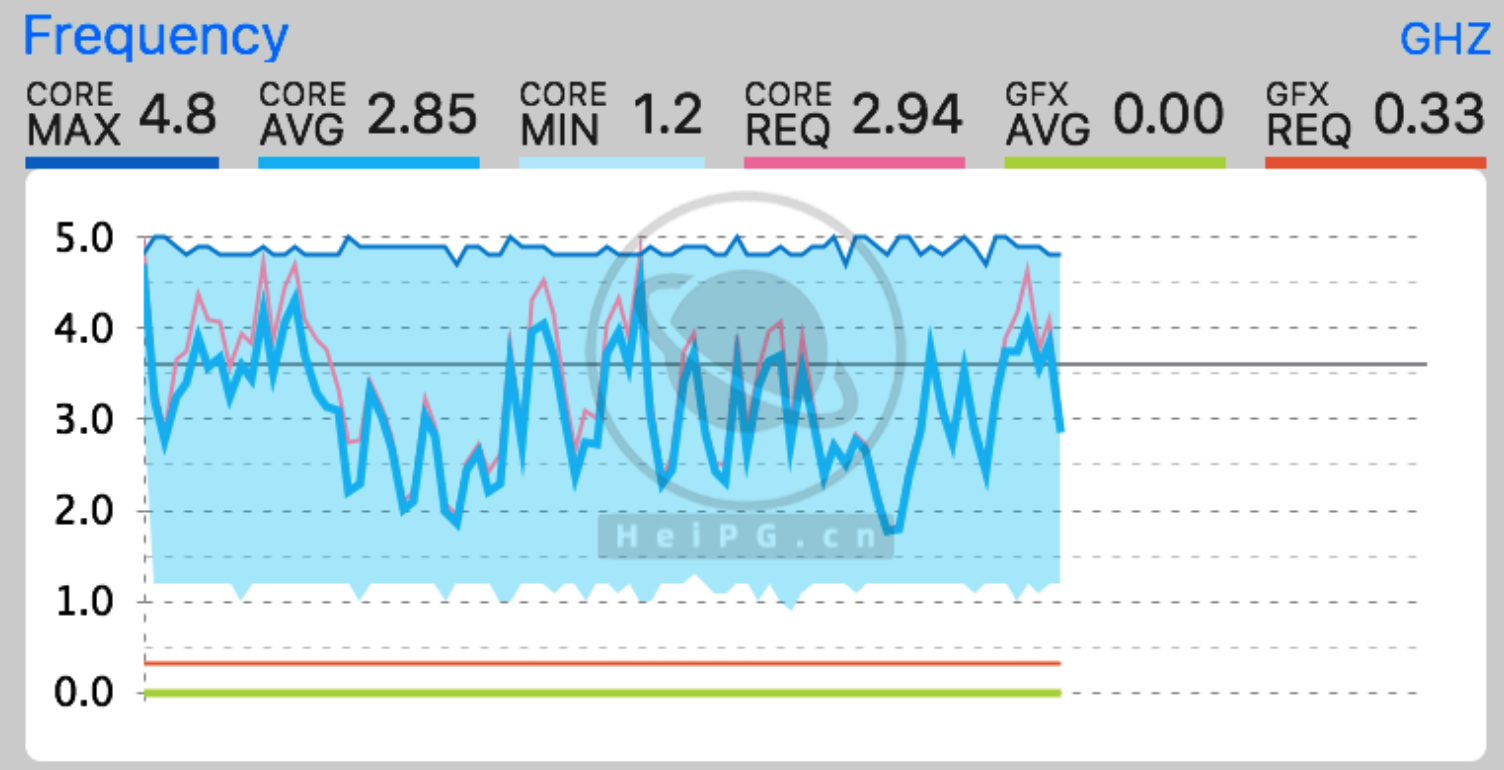 Frequency GHZ
CORE MAX 4.8 CORE AVG 2.85 CORE MIN 1.2 CORE REQ 2.94 GFX AVG 0.00 GFX REQ 0.33
5.0
4.0
3.0
2.0
1.0
0.0
HeiPG.cn